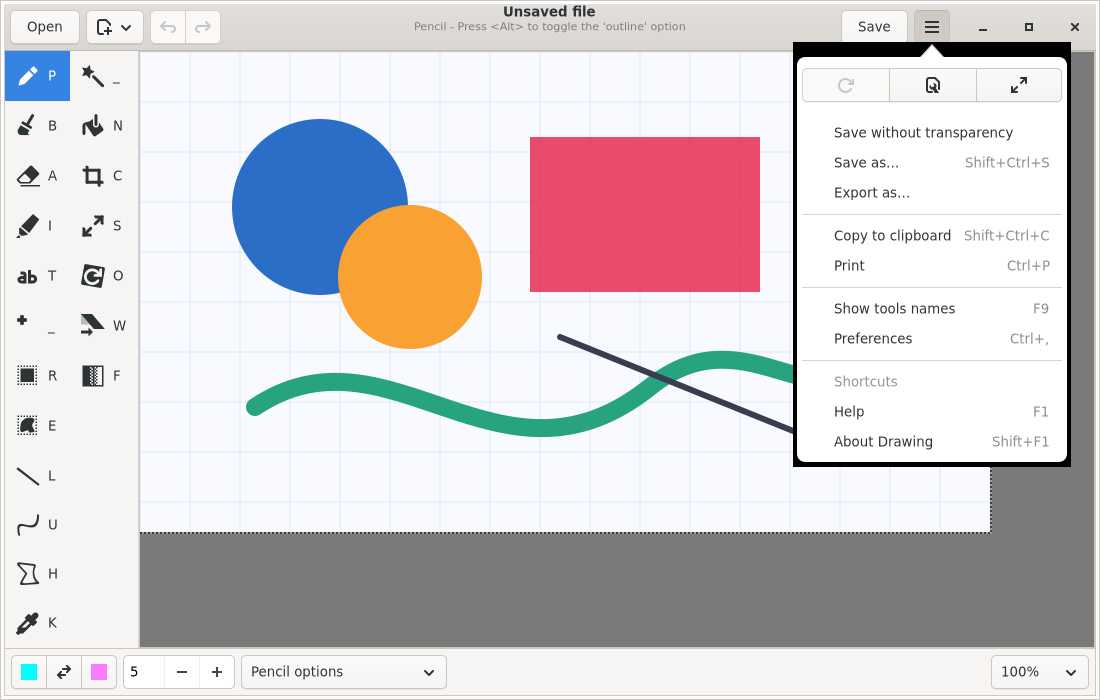 Unsaved file
Open
Pencil - Press <Alt> to toggle the 'outline' option
Save
P
_
B
N
A
C
I
S
T
O
_
W
R
F
E
L
U
H
K
Save without transparency
Save as... Shift+Ctrl+S
Export as...
Copy to clipboard Shift+Ctrl+C
Print Ctrl+P
Show tools names F9
Preferences Ctrl+,
Shortcuts
Help F1
About Drawing Shift+F1
5
Pencil options
100%